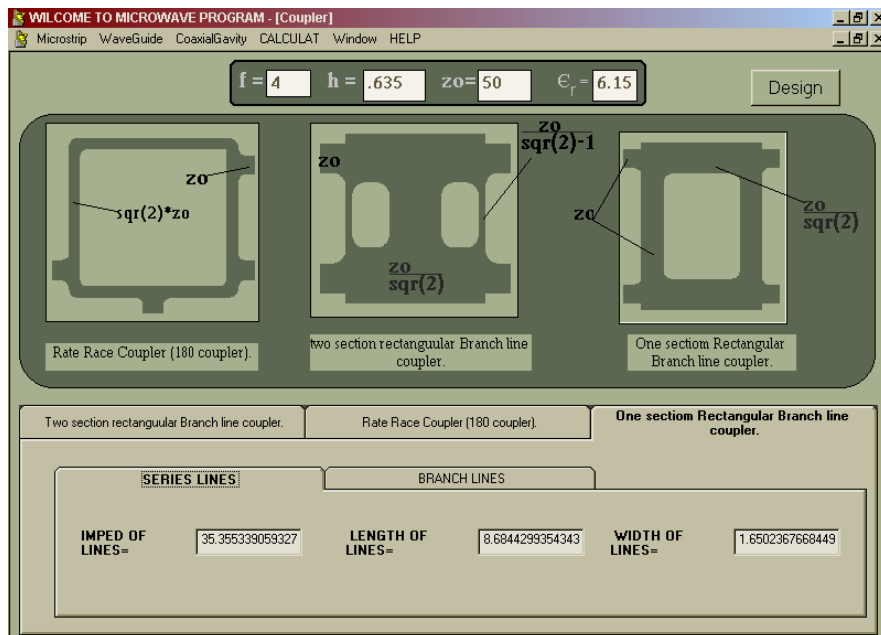 WILCOME TO MICROWAVE PROGRAM - [Coupler]
Microstrip WaveGuide CoaxialGavity CALCULAT Window HELP
f = 4 h = .635 zo= 50 Єr = 6.15 Design
zo
sqr(2)*zo
zo
zo
sqr(2)-1
zo
sqr(2)
zo
zo
sqr(2)
Rate Race Coupler (180 coupler).
two section rectanguular Branch line
coupler.
One sectiom Rectangular
Branch line coupler.
Two section rectanguular Branch line coupler.
Rate Race Coupler (180 coupler).
One sectiom Rectangular Branch line
coupler.
SERIES LINES
BRANCH LINES
IMPED OF
LINES=
35.355339059327
LENGTH OF
LINES=
8.6844299354343
WIDTH OF
LINES=
1.6502367668449